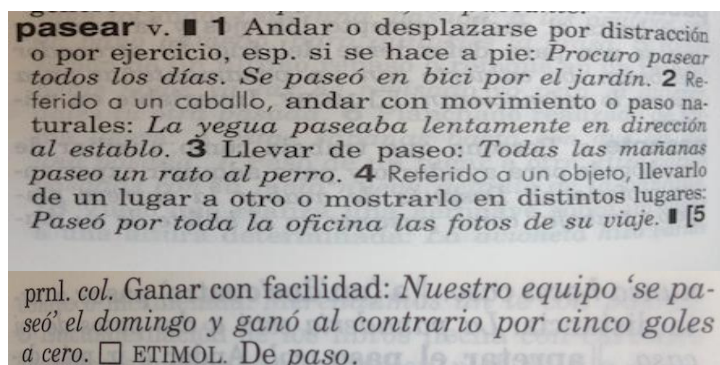 pasear v. ▮ 1 Andar o desplazarse por distracción
o por ejercicio, esp. si se hace a pie: Procuro pasear
todos los días. Se paseó en bici por el jardín. 2 Re-
ferido a un caballo, andar con movimiento o paso na-
turales: La yegua paseaba lentamente en dirección
al establo. 3 Llevar de paseo: Todas las mañanas
paseo un rato al perro. 4 Referido a un objeto, llevarlo
de un lugar a otro o mostrarlo en distintos lugares:
Paseó por toda la oficina las fotos de su viaje. ▮ [5
prnl. col. Ganar con facilidad: Nuestro equipo ‘se pa-
seó’ el domingo y ganó al contrario por cinco goles
a cero. □ ETIMOL. De paso.